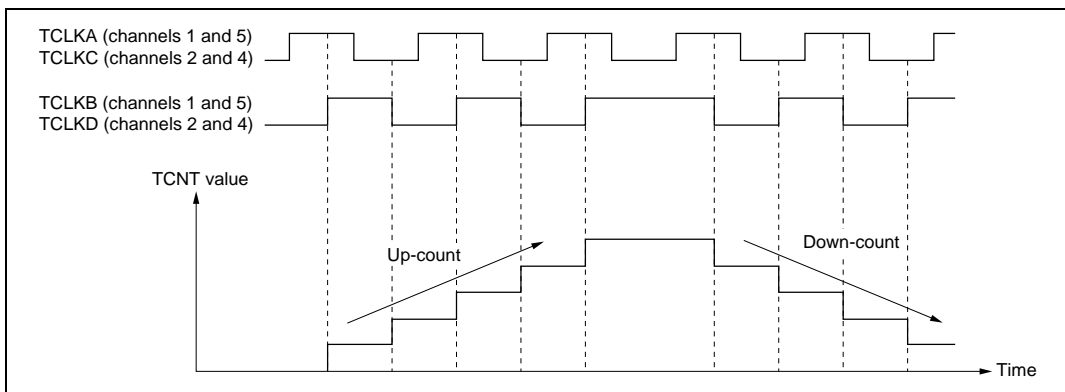 TCLKA (channels 1 and 5)
TCLKC (channels 2 and 4)
TCLKB (channels 1 and 5)
TCLKD (channels 2 and 4)
TCNT value
Up-count
Down-count
Time